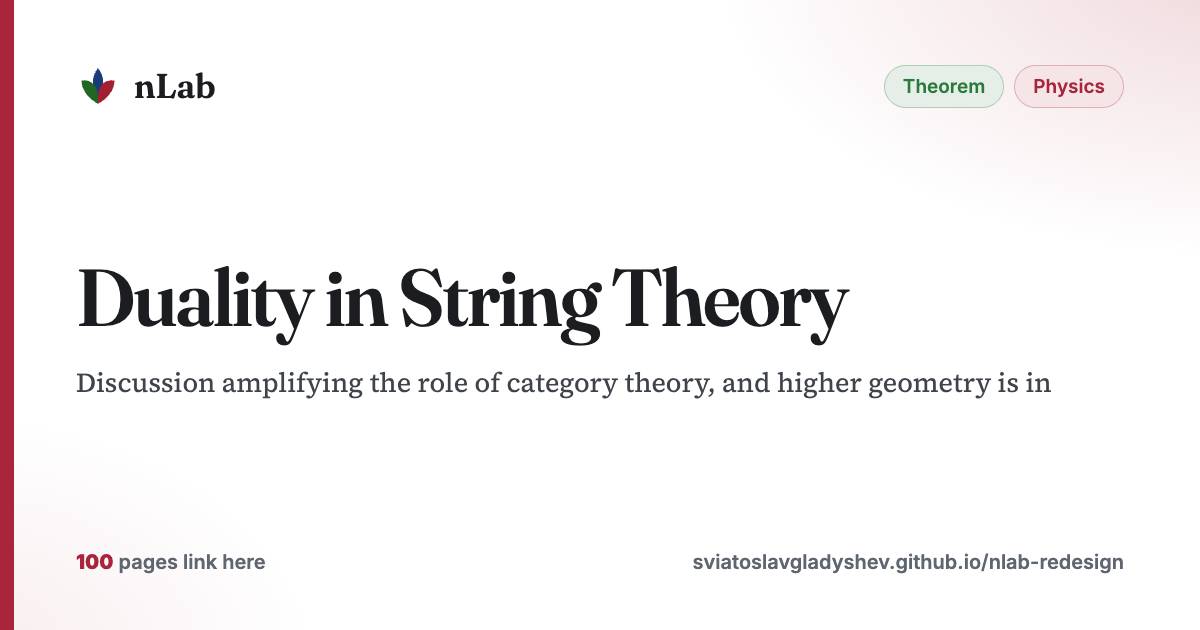 nLab
Theorem
Physics
Duality in String Theory
Discussion amplifying the role of category theory, and higher geometry is in
100 pages link here
sviatoslavgladyshev.github.io/nlab-redesign